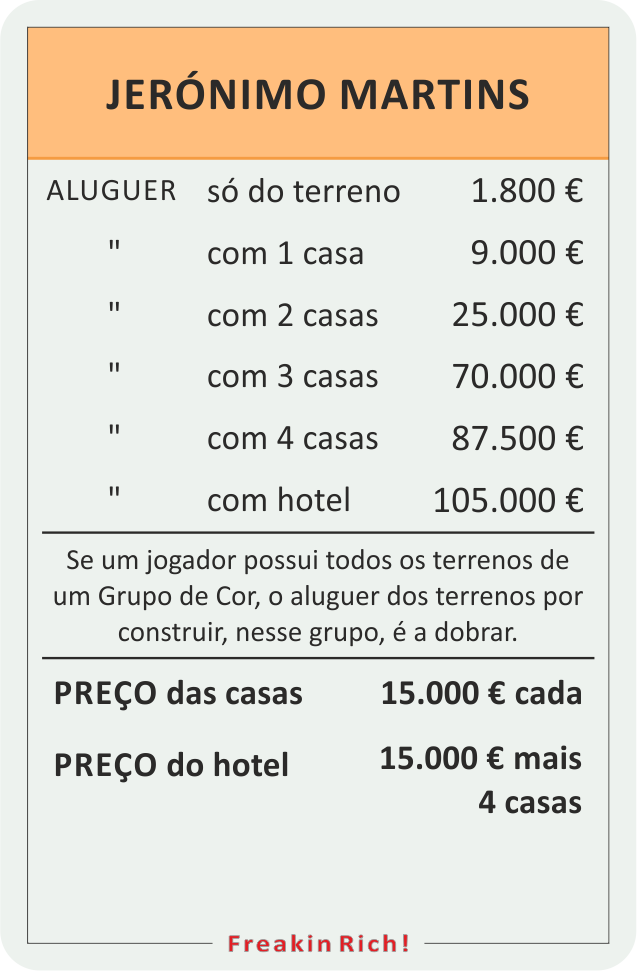 JERÓNIMO MARTINS
ALUGUER só do terreno 1.800 €
" com 1 casa 9.000 €
" com 2 casas 25.000 €
" com 3 casas 70.000 €
" com 4 casas 87.500 €
" com hotel 105.000 €
Se um jogador possui todos os terrenos de
um Grupo de Cor, o aluguer dos terrenos por
construir, nesse grupo, é a dobrar.
PREÇO das casas 15.000 € cada
PREÇO do hotel 15.000 € mais
4 casas
Freakin Rich!